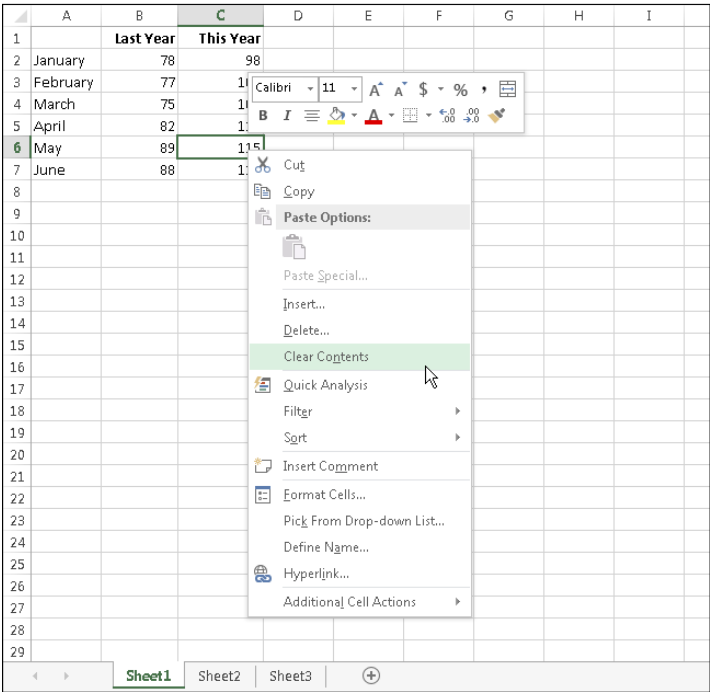 A B C D E F G H I
1 Last Year This Year
2 January 78 98
3 February 77
4 March 75
5 April 82
6 May 89 115
7 June 88
8
9
10
11
12
13
14
15
16
17
18
19
20
21
22
23
24
25
26
27
28
29
Calibri 11 A A $ % ,
B I A .0 .00 .00 .0
Cut
Copy
Paste Options:
Paste Special...
Insert...
Delete...
Clear Contents
Quick Analysis
Filter
Sort
Insert Comment
Format Cells...
Pick From Drop-down List...
Define Name...
Hyperlink...
Additional Cell Actions
Sheet1 Sheet2 Sheet3